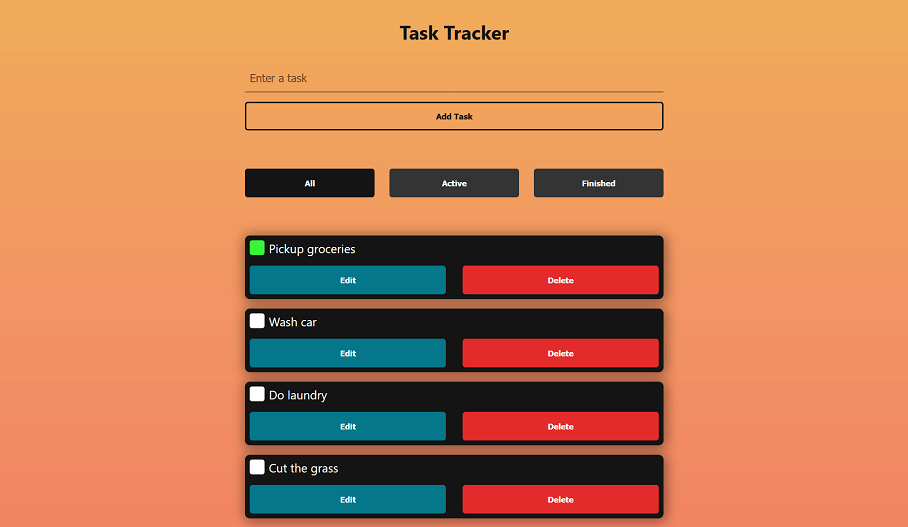 Task Tracker
Enter a task
Add Task
All Active Finished
Pickup groceries
Edit Delete
Wash car
Edit Delete
Do laundry
Edit Delete
Cut the grass
Edit Delete